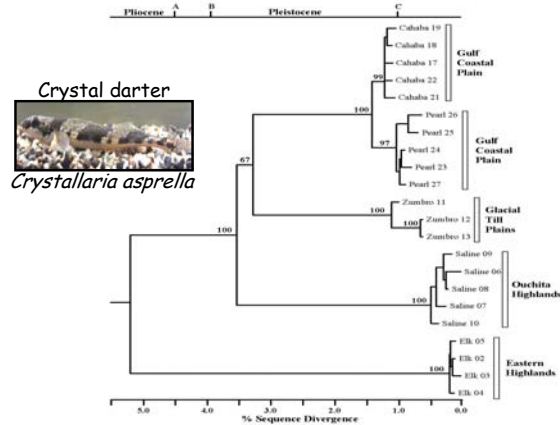 A B C
Pliocene Pleistocene
Crystal darter
Crystallaria asprella
Cahaba 19
Cahaba 18
Cahaba 17
Cahaba 22
Cahaba 21
99
Gulf
Coastal
Plain
100
Pearl 26
Pearl 25
Pearl 24
Pearl 23
Pearl 27
97
Gulf
Coastal
Plain
67
Zumbro 11
Zumbro 12
Zumbro 13
100
100
Glacial
Till
Plains
100
Saline 09
Saline 06
Saline 08
Saline 07
Saline 10
100
Ouchita
Highlands
Elk 05
Elk 02
Elk 03
Elk 04
100
Eastern
Highlands
5.0 4.0 3.0 2.0 1.0 0.0
% Sequence Divergence